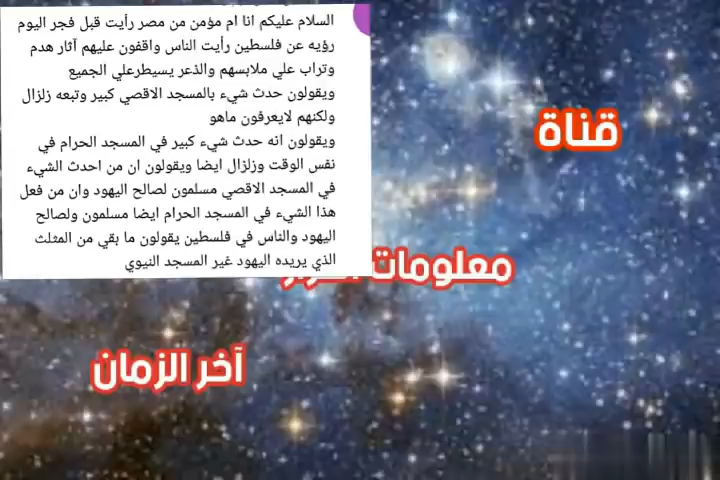 السلام عليكم انا ام مؤمن من مصر رأيت قبل فجر اليوم
رؤيه عن فلسطين رأيت الناس واقفون عليهم آثار هدم
وتراب علي ملابسهم والذعر يسيطرعلي الجميع
ويقولون حدث شيء بالمسجد الاقصي كبير وتبعه زلزال
ولكنهم لايعرفون ماهو
ويقولون انه حدث شيء كبير في المسجد الحرام في
نفس الوقت وزلزال ايضا ويقولون ان من احدث الشيء
في المسجد الاقصي مسلمون لصالح اليهود وان من فعل
هذا الشيء في المسجد الحرام ايضا مسلمون ولصالح
اليهود والناس في فلسطين يقولون ما بقي من المثلث
الذي يريده اليهود غير المسجد النبوي
قناة
معلومات
آخر الزمان